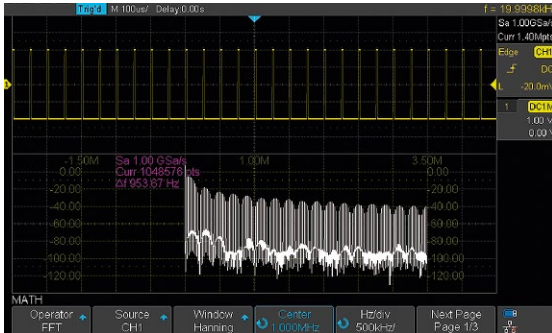 Trig'd M 100us/ Delay:0.00s f = 19.9998kH
Sa 1.00GSa/s
Curr 1.40Mpts
Edge CH1
DC
L -20.0mV
1 DC1M
1.00 V
0.00 V
1
-1.50M Sa 1.00 GSa/s 1.00M 3.50M
0.00 Curr 1048576 pts 0.00
-20.00 Δf 953.67 Hz -20.00
-40.00 -40.00
-60.00 -60.00
-80.00 -80.00
-100.00 -100.00
-120.00 -120.00
MATH
Operator Source Window Center Hz/div Next Page
FFT CH1 Hanning 1.000MHz 500kHz/ Page 1/3